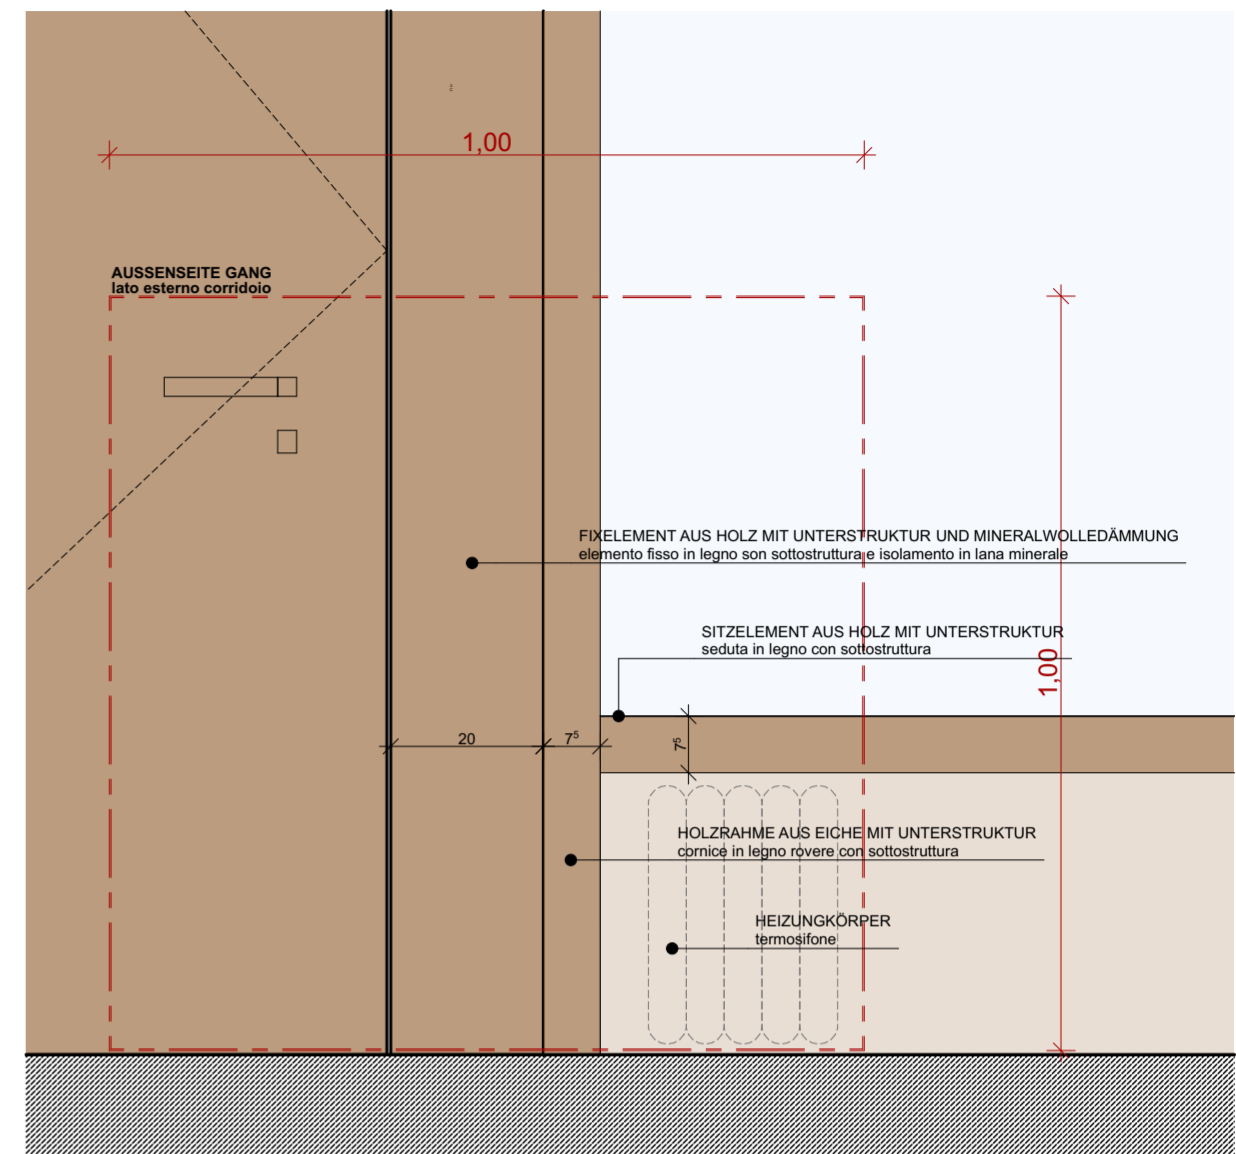 1,00
AUSSENSEITE GANG
lato esterno corridoio
FIXELEMENT AUS HOLZ MIT UNTERSTRUKTUR UND MINERALWOLLEDÄMMUNG
elemento fisso in legno son sottostruttura e isolamento in lana minerale
SITZELEMENT AUS HOLZ MIT UNTERSTRUKTUR
seduta in legno con sottostruttura
1,00
20
7⁵
7⁵
HOLZRAHME AUS EICHE MIT UNTERSTRUKTUR
cornice in legno rovere con sottostruttura
HEIZUNGKÖRPER
termosifone